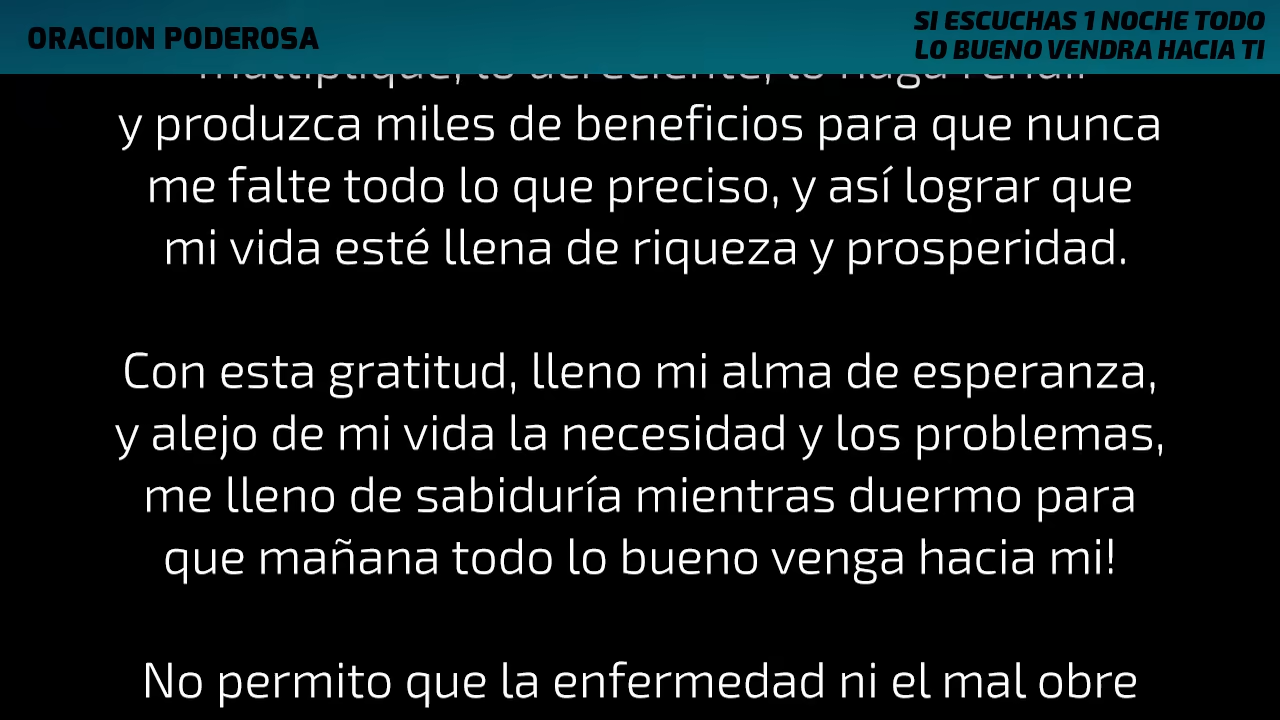 ORACION PODEROSA
SI ESCUCHAS 1 NOCHE TODO
LO BUENO VENDRA HACIA TI
y produzca miles de beneficios para que nunca
me falte todo lo que preciso, y así lograr que
mi vida esté llena de riqueza y prosperidad.
Con esta gratitud, lleno mi alma de esperanza,
y alejo de mi vida la necesidad y los problemas,
me lleno de sabiduría mientras duermo para
que mañana todo lo bueno venga hacia mi!
No permito que la enfermedad ni el mal obre